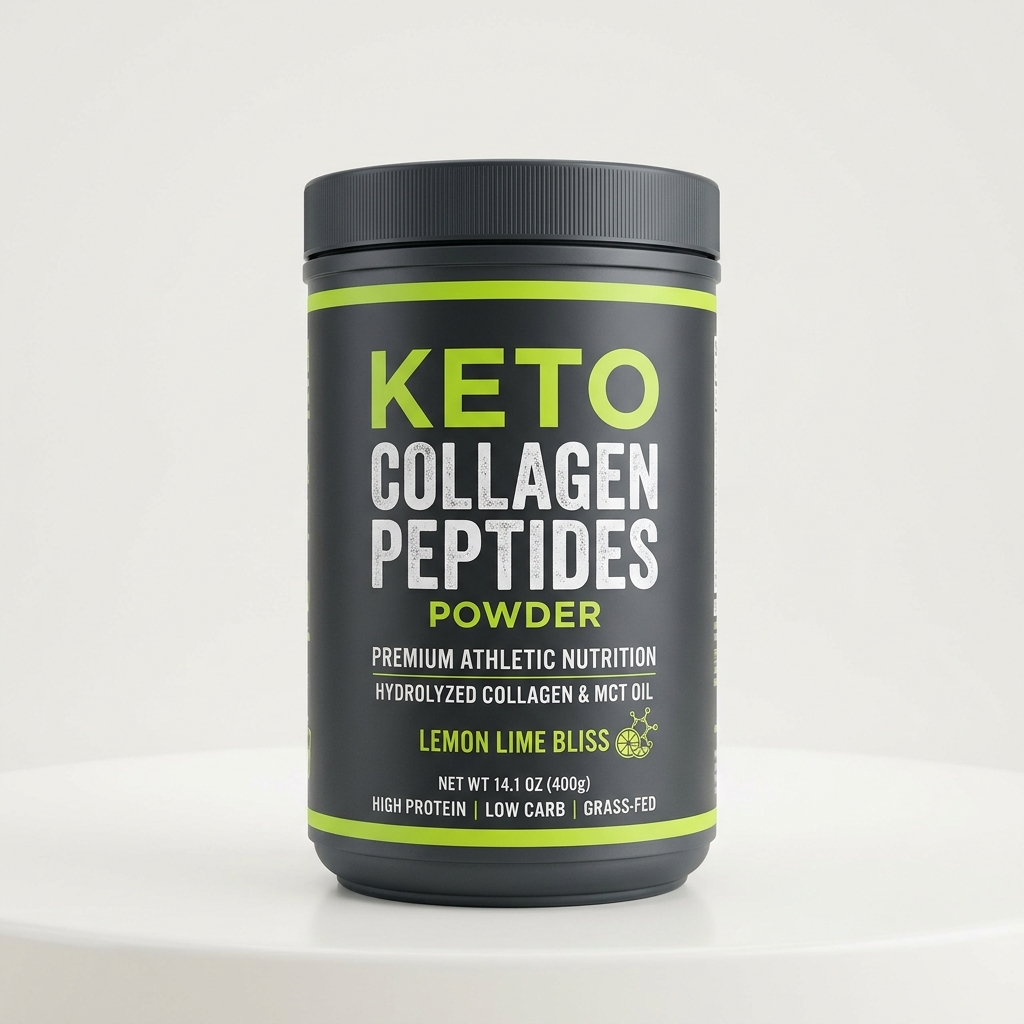 KETO
COLLAGEN
PEPTIDES
POWDER
PREMIUM ATHLETIC NUTRITION
HYDROLYZED COLLAGEN & MCT OIL
LEMON LIME BLISS
NET WT 14.1 OZ (400g)
HIGH PROTEIN | LOW CARB | GRASS-FED